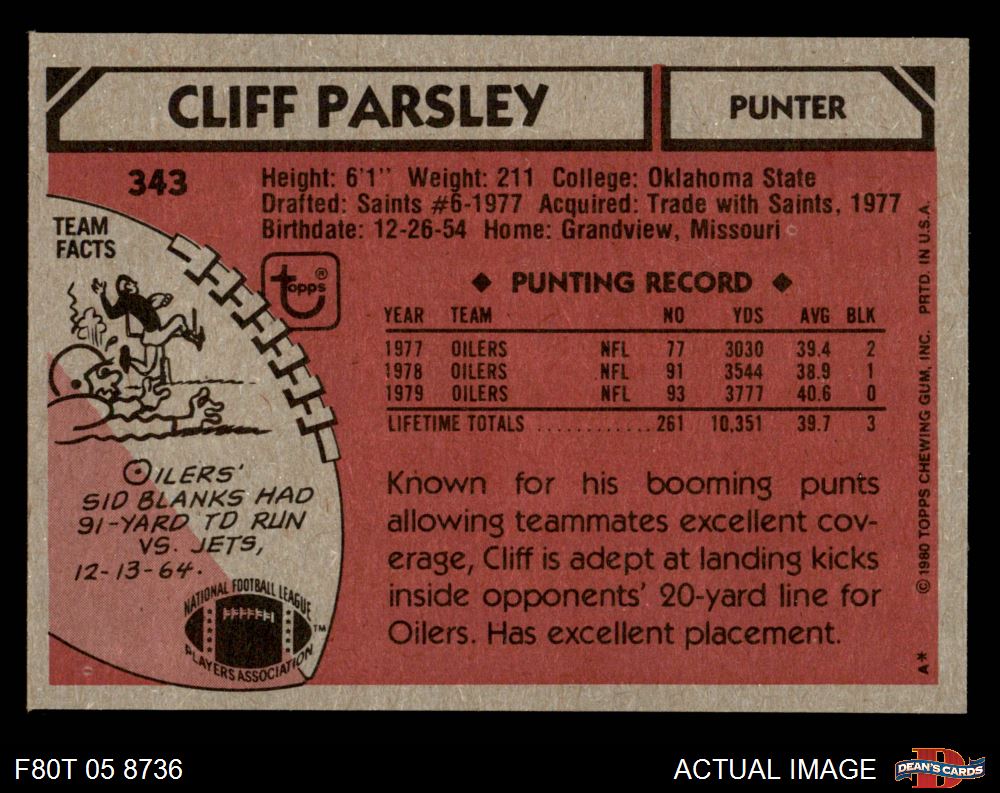 CLIFF PARSLEY
PUNTER
343
Height: 6'1" Weight: 211 College: Oklahoma State
Drafted: Saints #6-1977 Acquired: Trade with Saints, 1977
Birthdate: 12-26-54 Home: Grandview, Missouri
TEAM
FACTS
topps®
◆ PUNTING RECORD ◆
YEAR TEAM NO YDS AVG BLK
1977 OILERS NFL 77 3030 39.4 2
1978 OILERS NFL 91 3544 38.9 1
1979 OILERS NFL 93 3777 40.6 0
LIFETIME TOTALS ............ 261 10,351 39.7 3
OILERS'
SID BLANKS HAD
91-YARD TD RUN
VS. JETS,
12-13-64.
NATIONAL FOOTBALL LEAGUE
PLAYERS ASSOCIATION
TM
Known for his booming punts
allowing teammates excellent cov-
erage, Cliff is adept at landing kicks
inside opponents' 20-yard line for
Oilers. Has excellent placement.
A* © 1980 TOPPS CHEWING GUM, INC. PRTD. IN U.S.A.
F80T 05 8736
ACTUAL IMAGE
DEAN'S CARDS